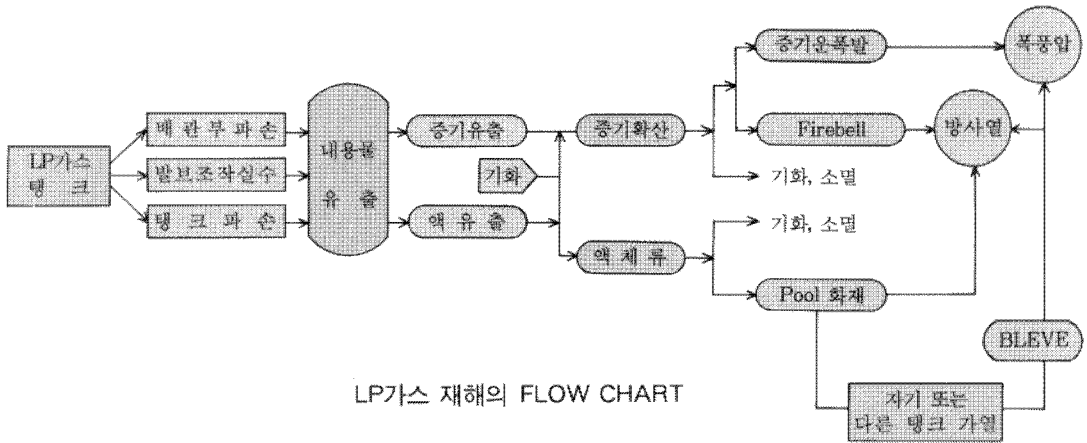 LP가스
탱 크
배관부파손
발브조작실수
탱크파손
내용물
유출
증기유출
기화
액유출
증기확산
액체류
증기운폭발
Firebell
기화, 소멸
기화, 소멸
Pool 화재
폭풍압
방사열
BLEVE
자기 또는
다른 탱크 가열
LP가스 재해의 FLOW CHART